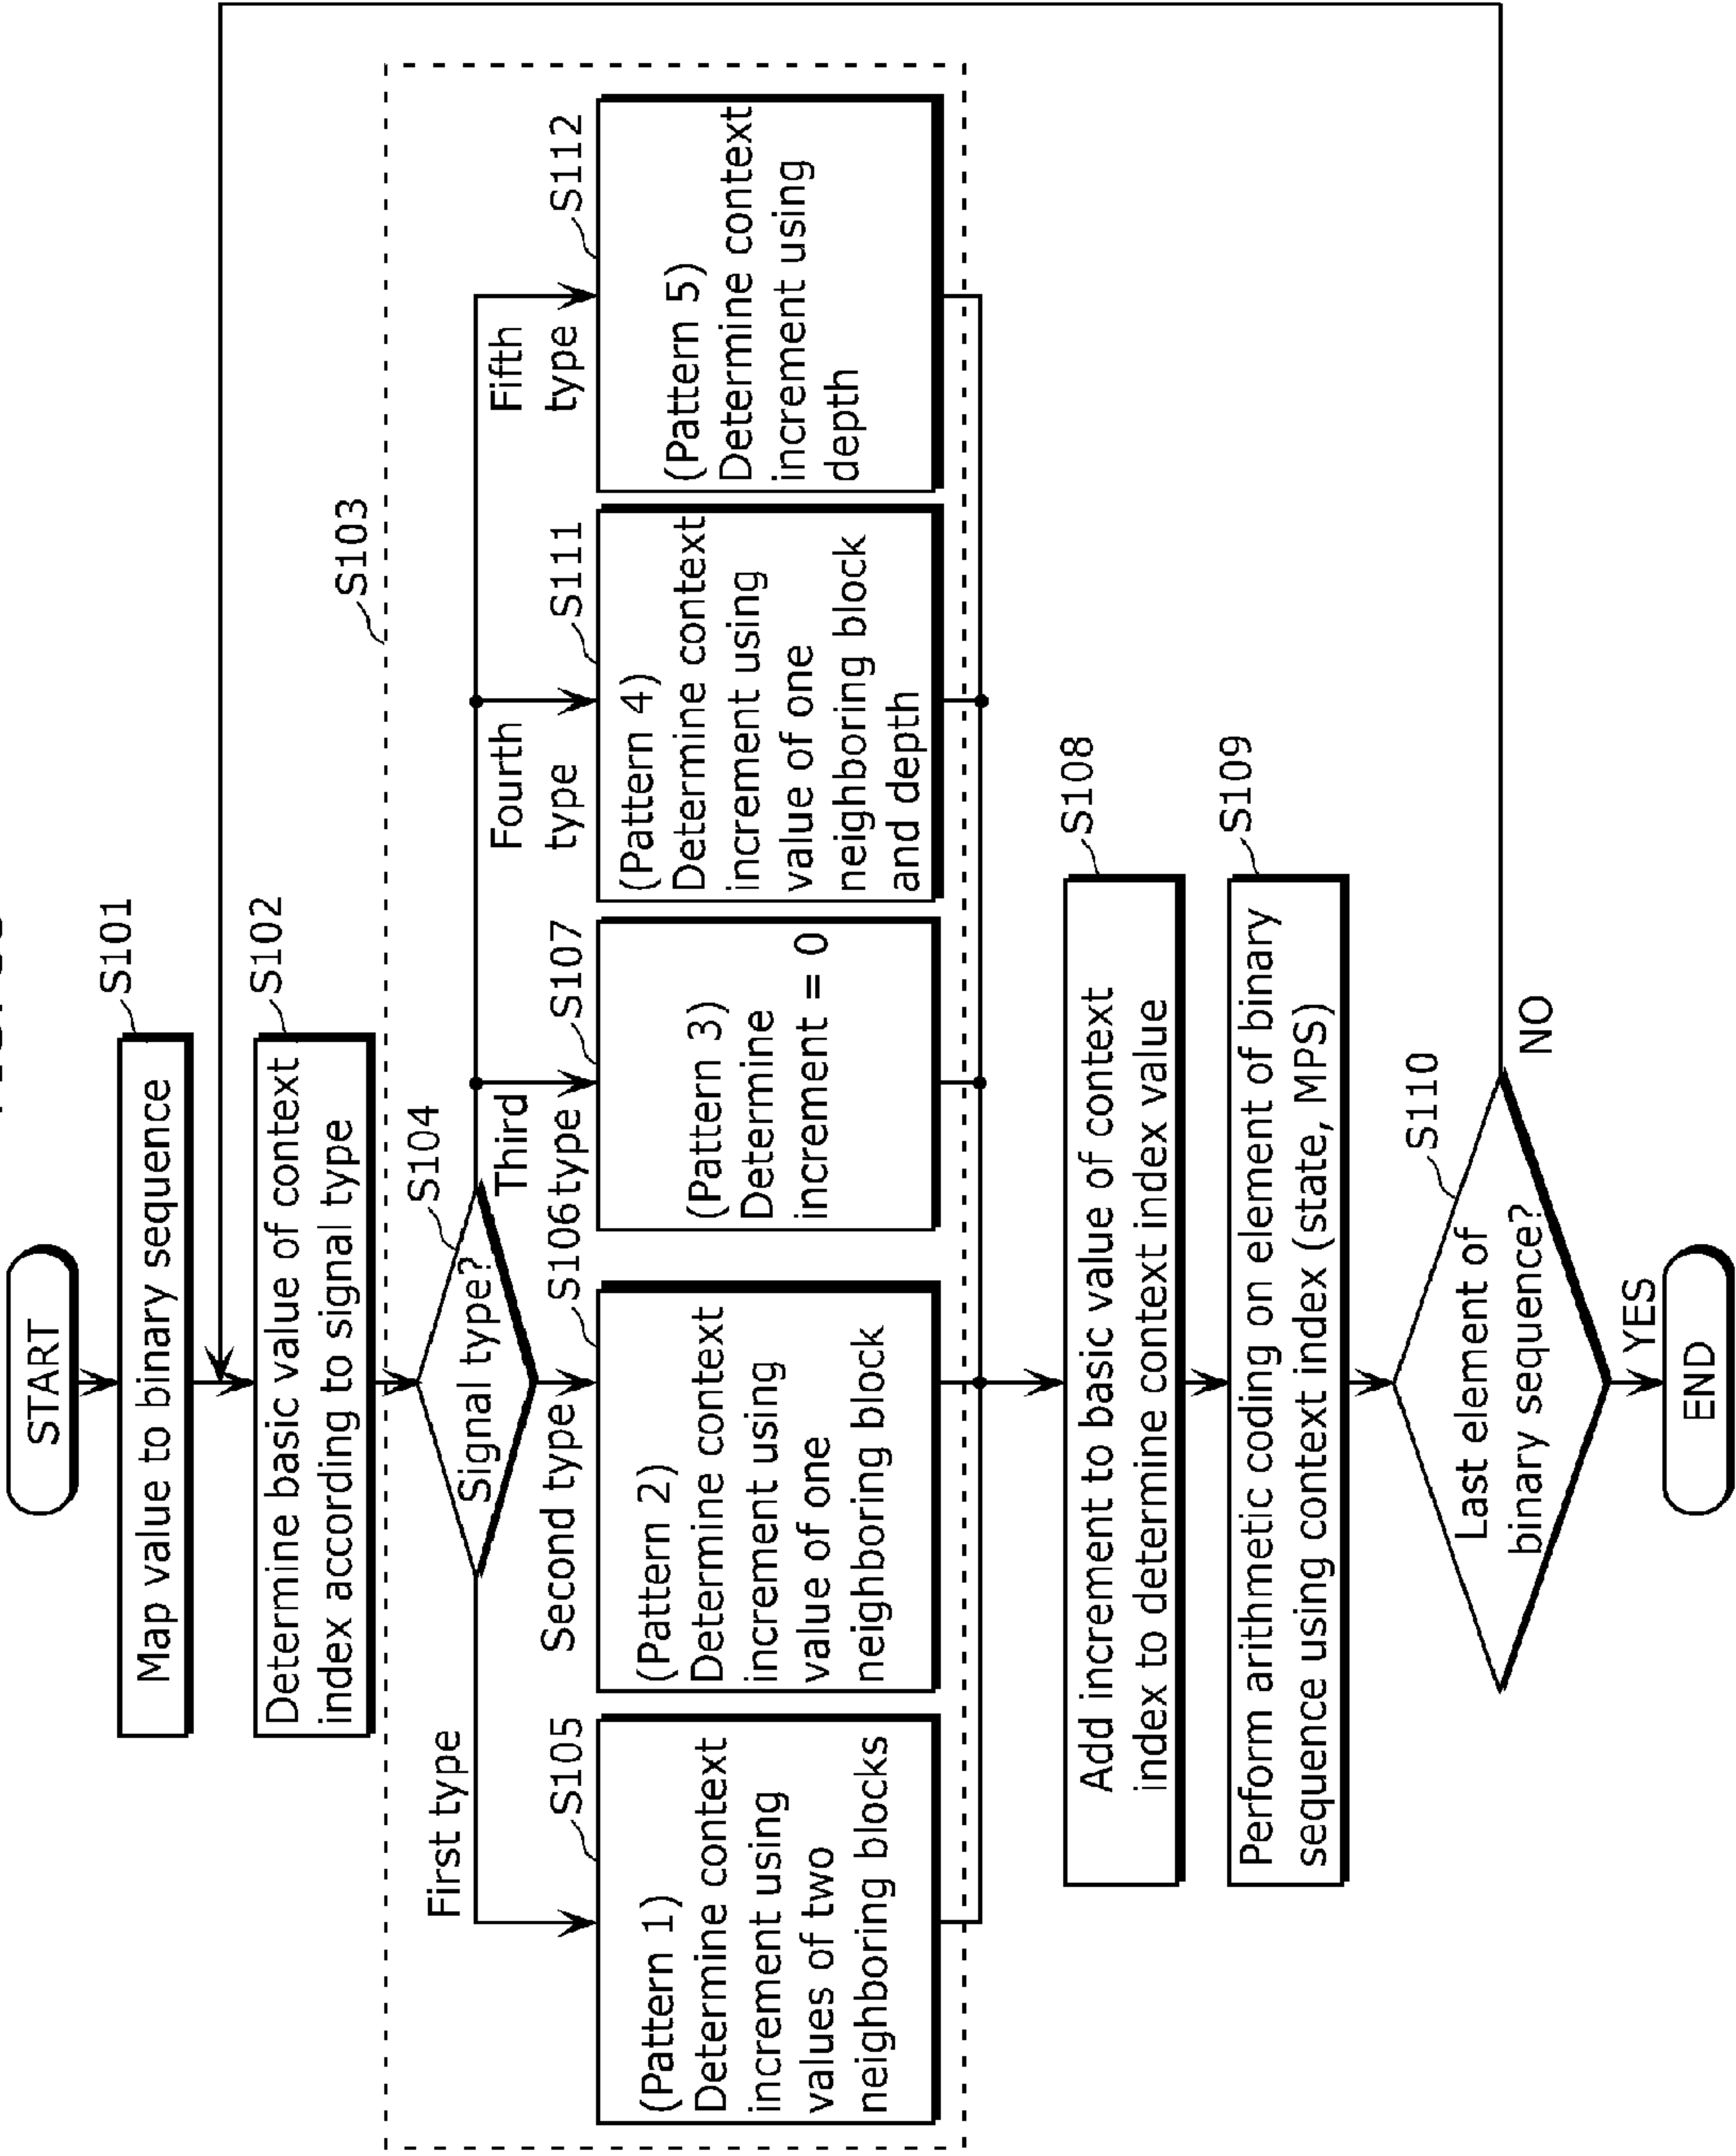 START
S101
Map value to binary sequence
S102
Determine basic value of context
index according to signal type
S103
S104
Signal type?
First type
Second type
Third
type
Fourth
type
Fifth
type
S105
(Pattern 1)
Determine context
increment using
values of two
neighboring blocks
S106
(Pattern 2)
Determine context
increment using
value of one
neighboring block
S107
(Pattern 3)
Determine
increment = 0
S111
(Pattern 4)
Determine context
increment using
value of one
neighboring block
and depth
S112
(Pattern 5)
Determine context
increment using
depth
S108
Add increment to basic value of context
index to determine context index value
S109
Perform arithmetic coding on element of binary
sequence using context index (state, MPS)
S110
Last element of
binary sequence?
NO
YES
END